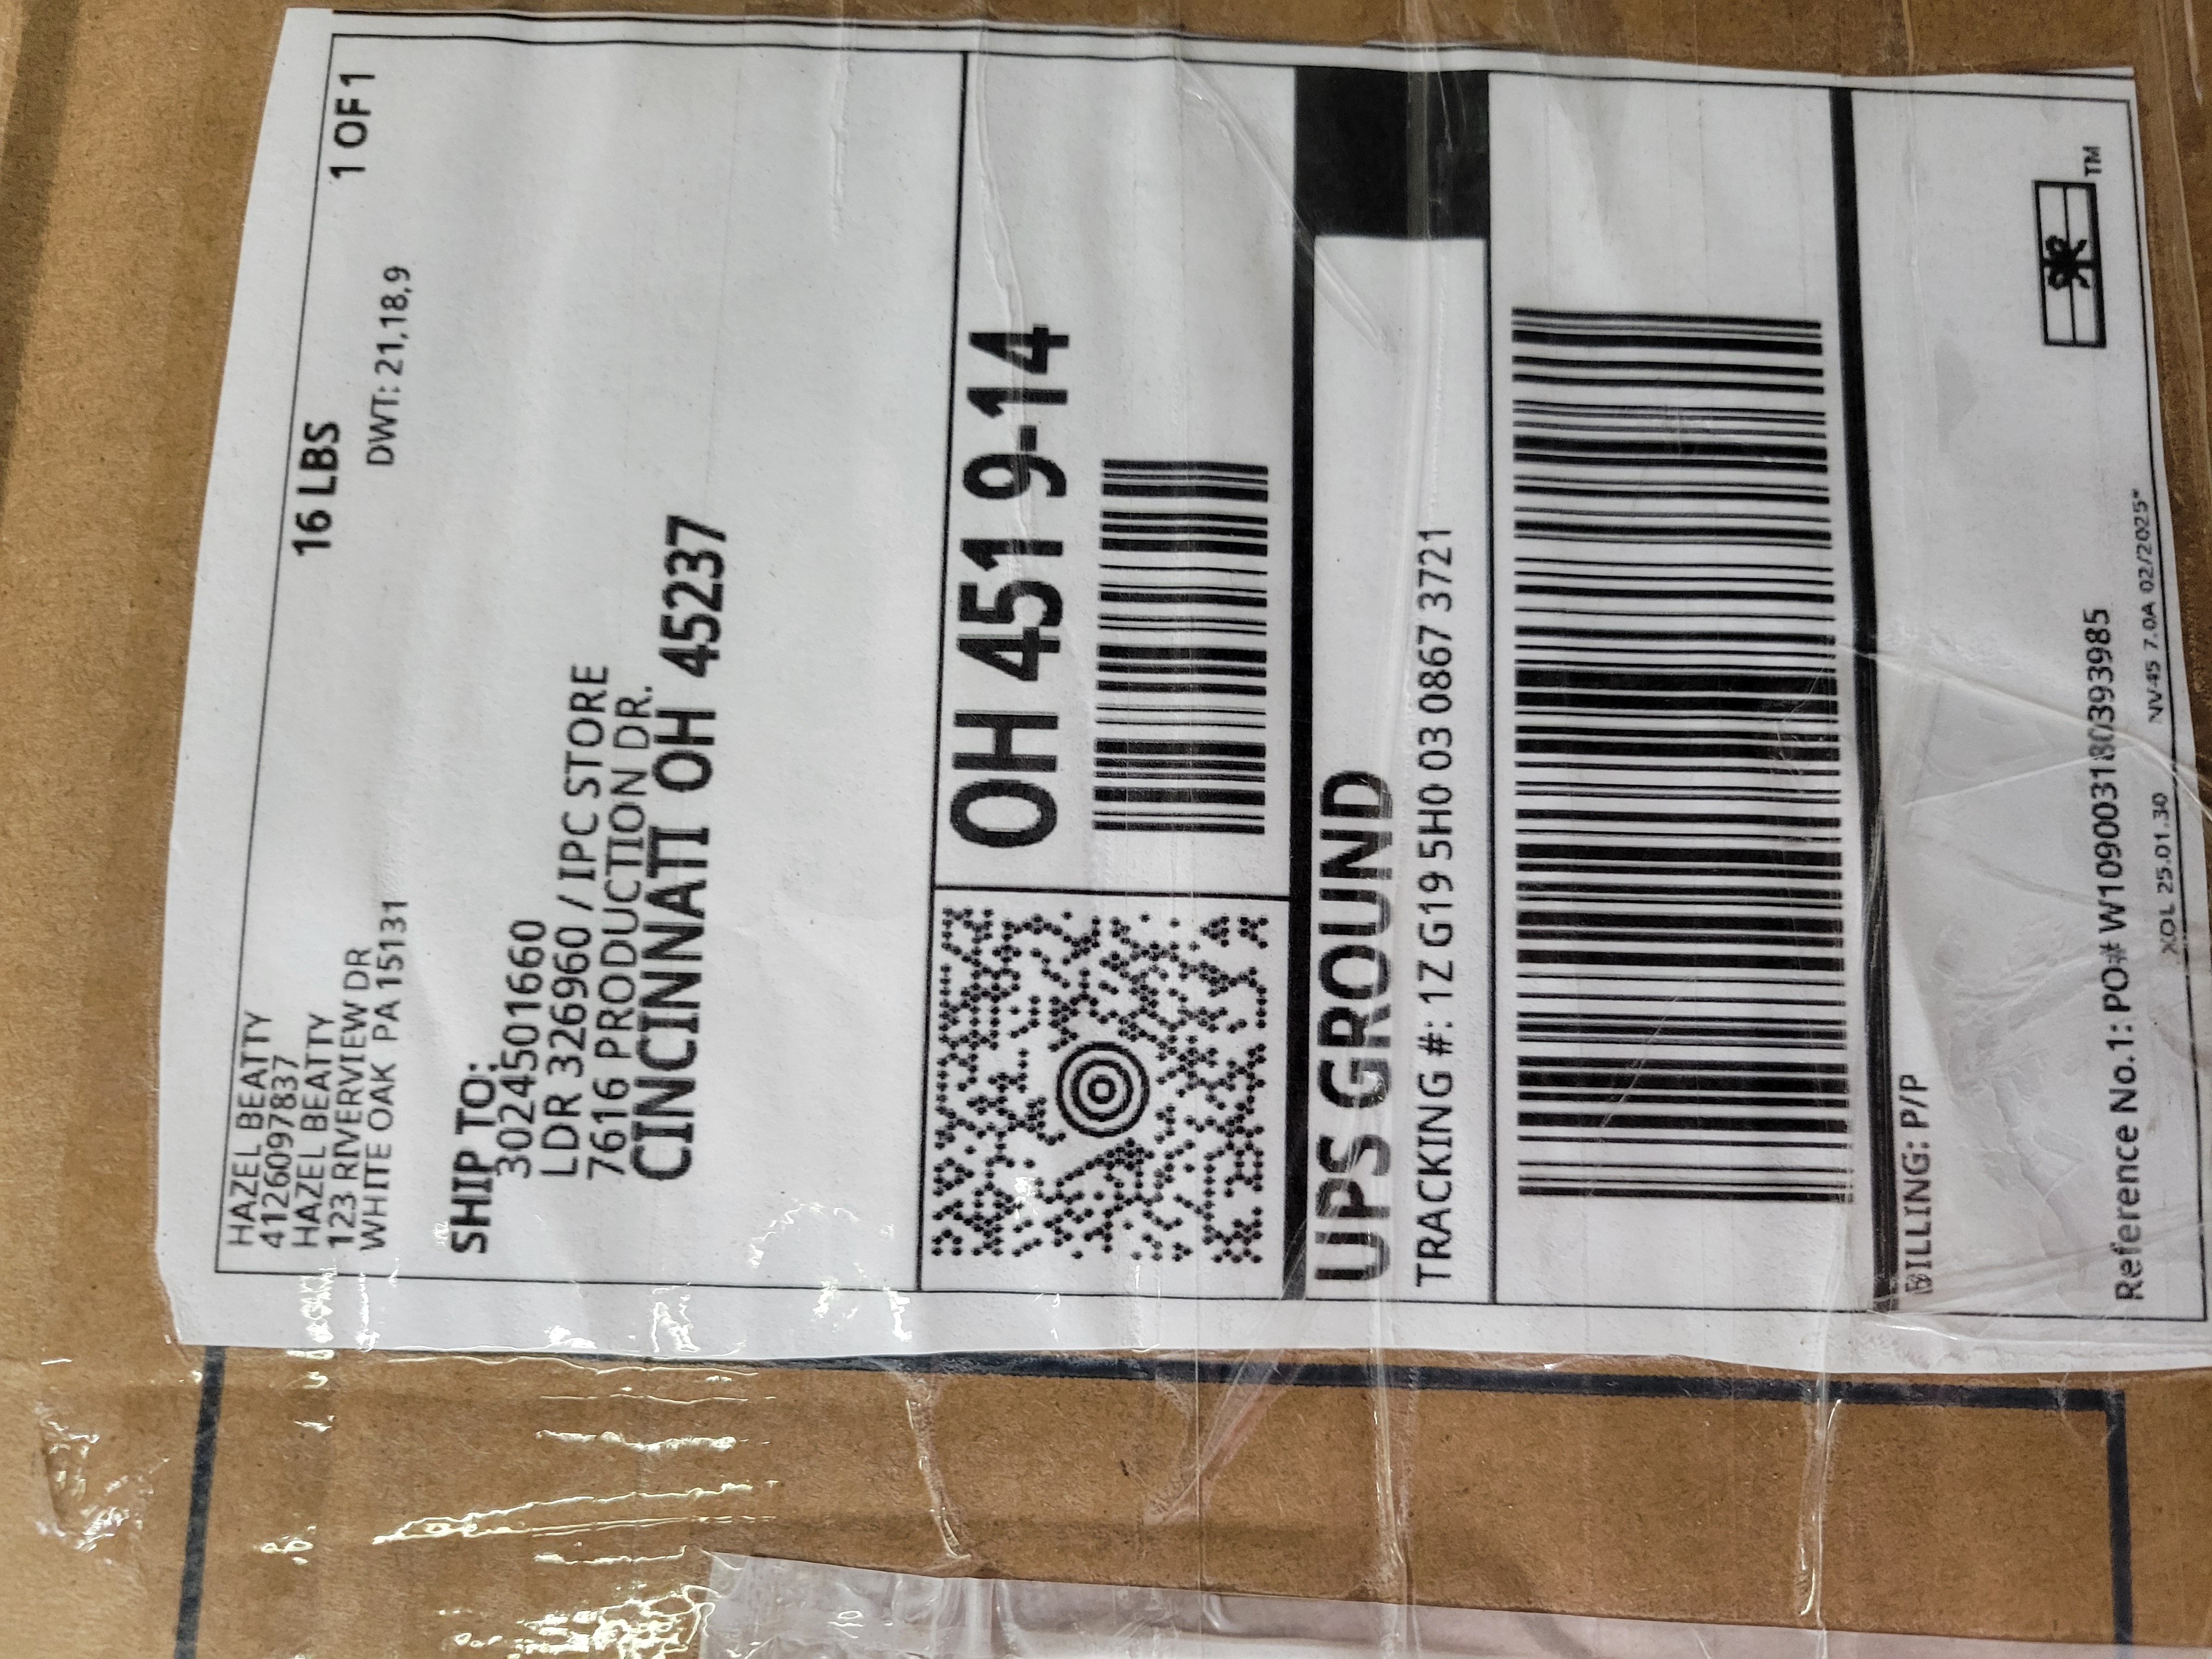 HAZEL BEATTY
4126097837
HAZEL BEATTY
123 RIVERVIEW DR
WHITE OAK PA 15131
16 LBS
1 OF 1
DWT: 21,18,9
SHIP TO:
3024501660
LDR 326960 / IPC STORE
7616 PRODUCTION DR.
CINCINNATI OH 45237
OH 451 9-14
UPS GROUND
TRACKING #: 1Z G19 5H0 03 0867 3721
BILLING: P/P
Reference No.1: PO# W109003180393985
XOL 25.01.30 NV45 7.0A 02/2025*
TM